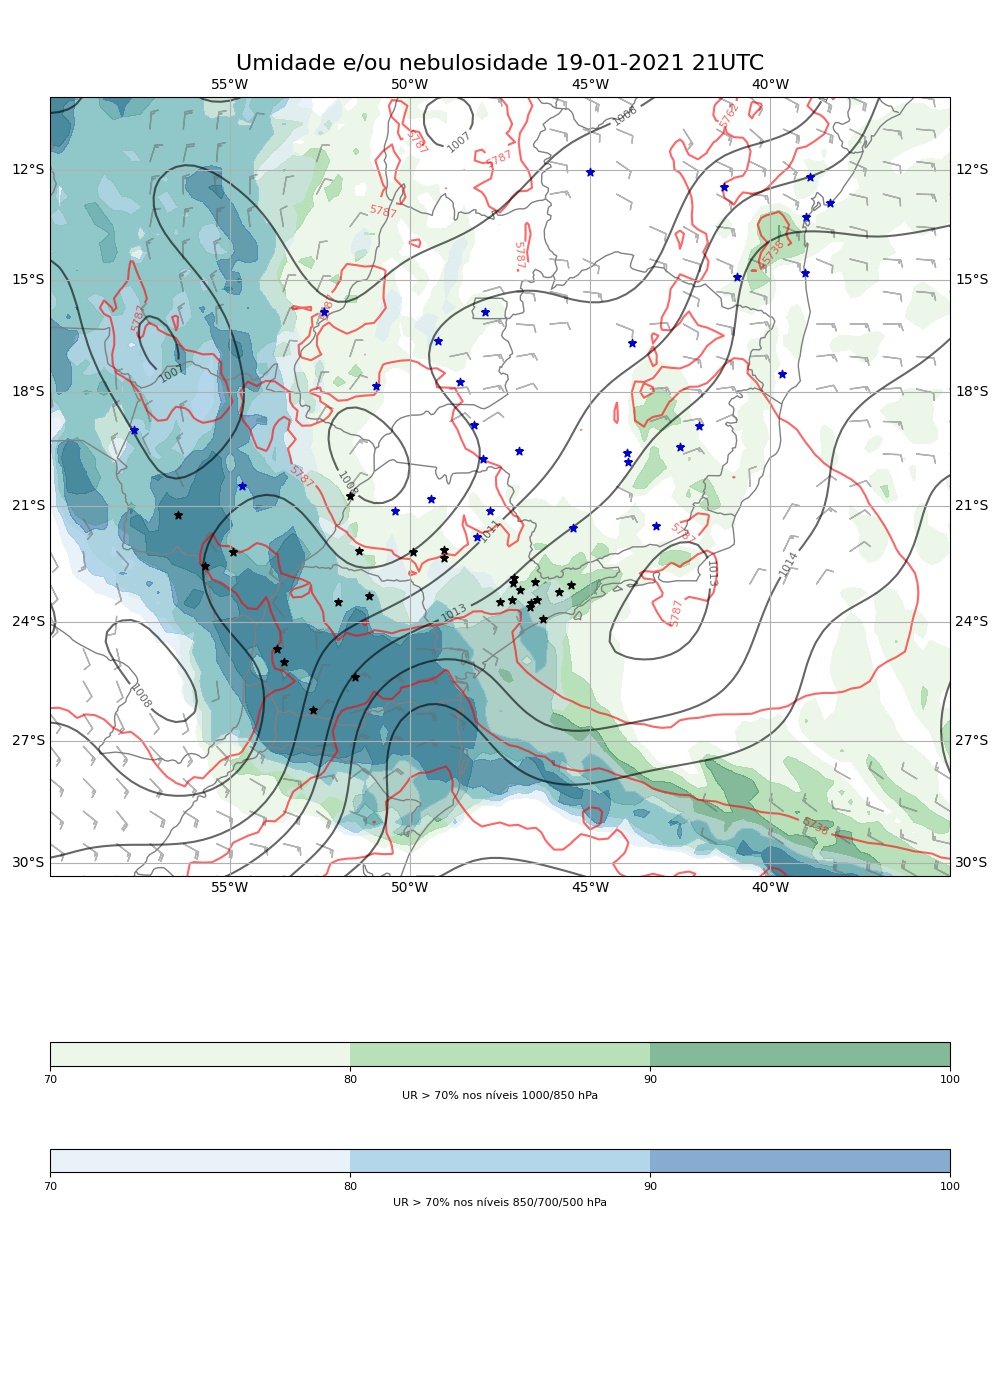 Umidade e/ou nebulosidade 19-01-2021 21UTC
55°W 50°W 45°W 40°W
12°S 12°S
15°S 15°S
18°S 18°S
21°S 21°S
24°S 24°S
27°S 27°S
30°S 30°S
1006
5762
1007
5787
5787
5787
5787
5738
5787
5787
1007
5787
1008
1011
5787
1014
1013
1013
5787
1008
5738
55°W 50°W 45°W 40°W
70 80 90 100
UR > 70% nos níveis 1000/850 hPa
70 80 90 100
UR > 70% nos níveis 850/700/500 hPa